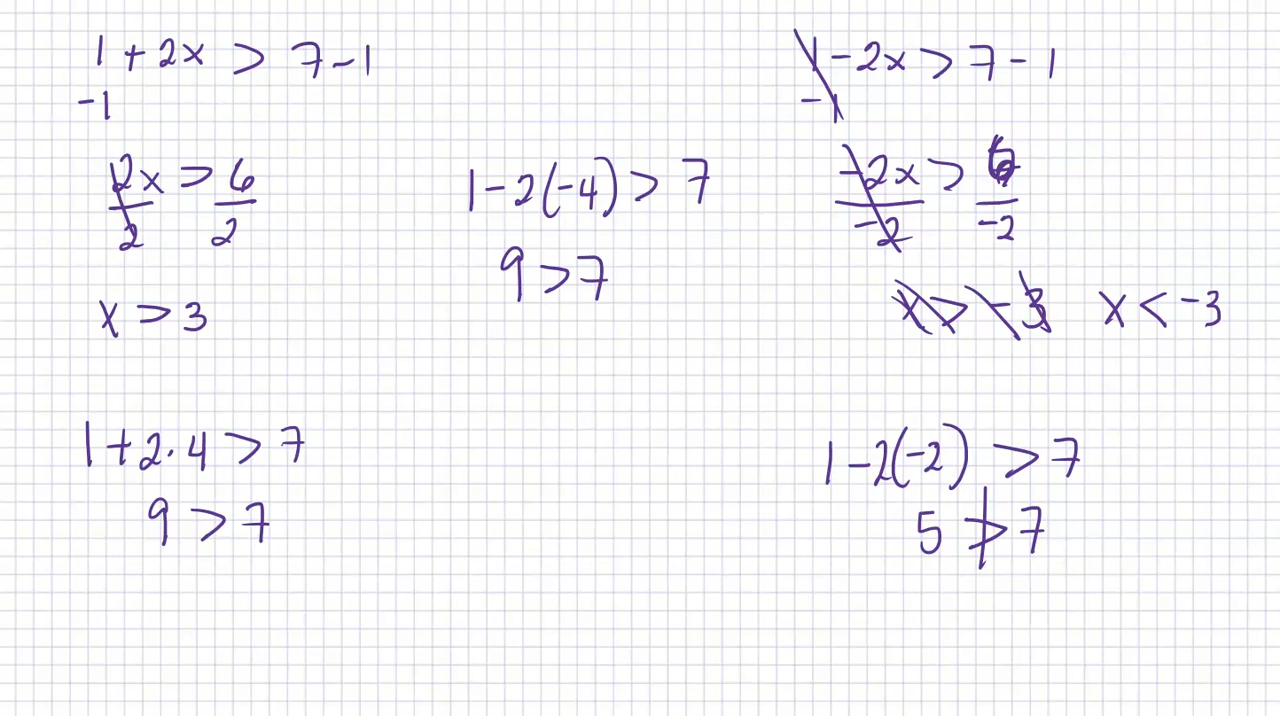 1 + 2x > 7 - 1
-1
2x > 6
2 2
x > 3
1 + 2·4 > 7
9 > 7
1 - 2(-4) > 7
9 > 7
1 - 2x > 7 - 1
-1
-2x > 6
-2 -2
x > -3 x < -3
1 - 2(-2) > 7
5 ≯ 7